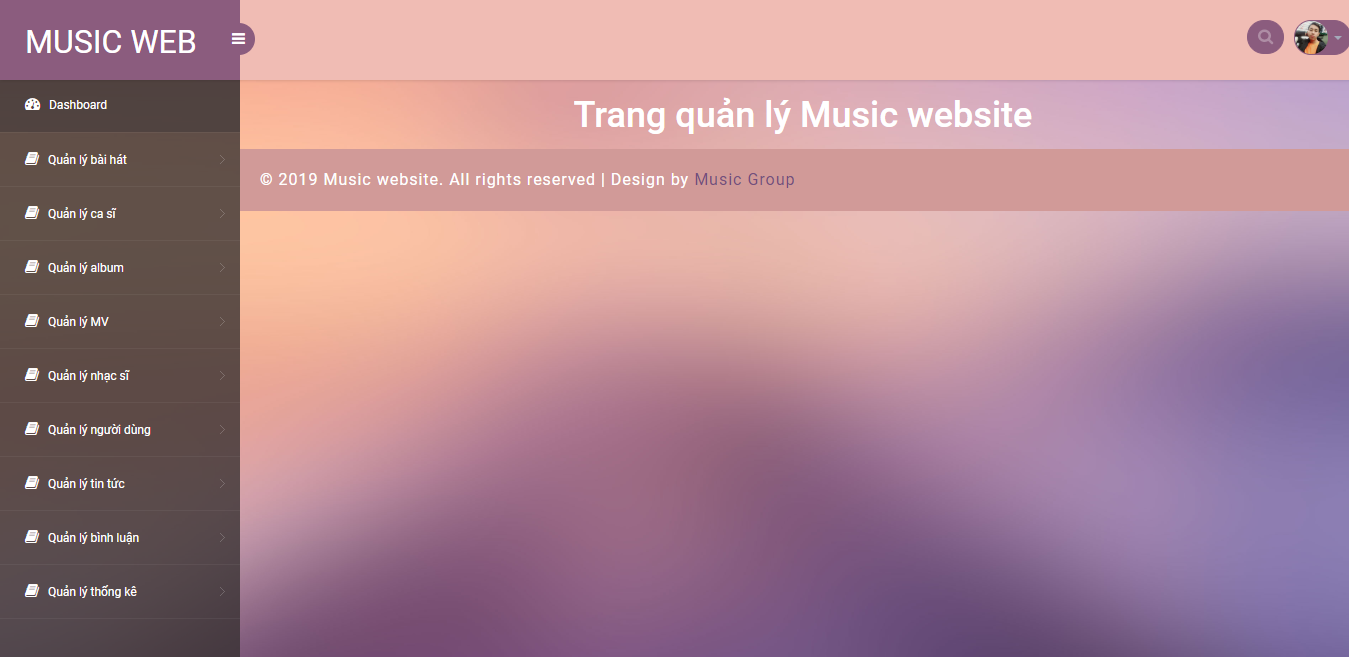 MUSIC WEB
Dashboard
Quản lý bài hát
Quản lý ca sĩ
Quản lý album
Quản lý MV
Quản lý nhạc sĩ
Quản lý người dùng
Quản lý tin tức
Quản lý bình luận
Quản lý thống kê
Trang quản lý Music website
© 2019 Music website. All rights reserved | Design by Music Group